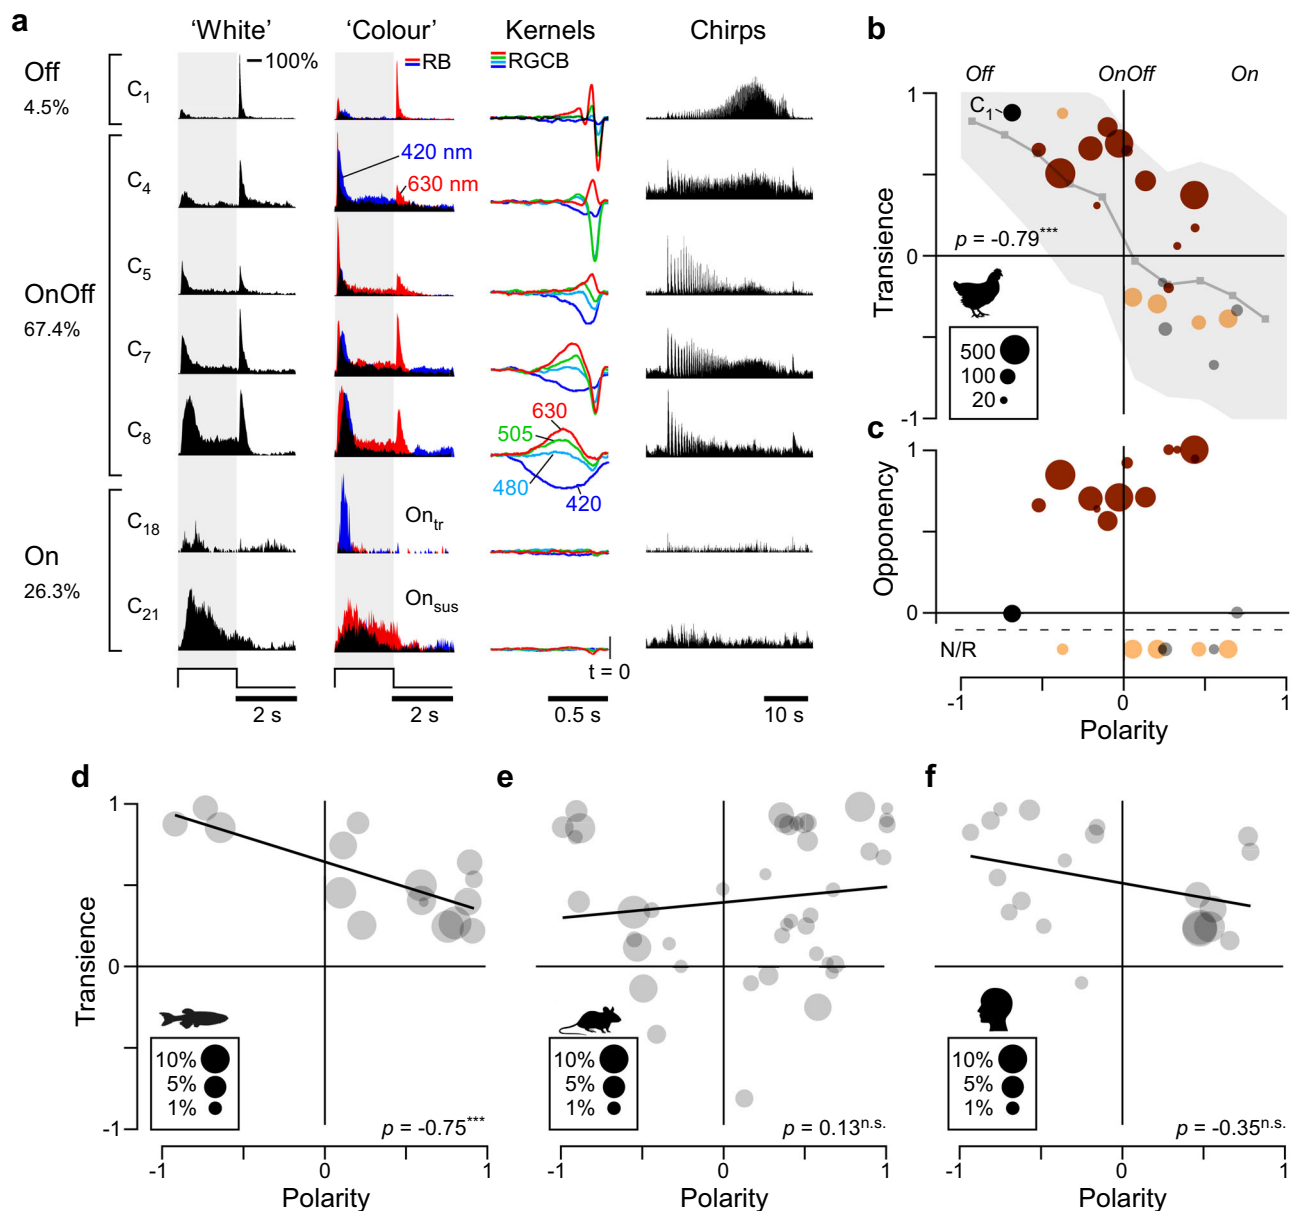 a
'White'
'Colour'
Kernels
Chirps
Off
4.5%
C1
100%
RB
RGCB
OnOff
67.4%
C4
420 nm
630 nm
C5
C7
C8
630
505
480
420
On
26.3%
C18
Ontr
C21
Onsus
t = 0
2 s
2 s
0.5 s
10 s
b
Off
OnOff
On
1
0
-1
Transience
C1
p = -0.79***
500
100
20
c
1
0
Opponency
N/R
-1
0
1
Polarity
d
1
0
-1
Transience
10%
5%
1%
p = -0.75***
-1
0
1
Polarity
e
10%
5%
1%
p = 0.13n.s.
-1
0
1
Polarity
f
10%
5%
1%
p = -0.35n.s.
-1
0
1
Polarity